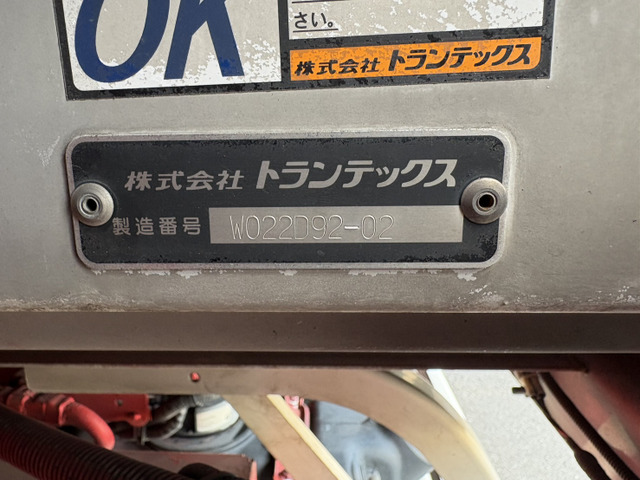 OK
さい。
株式会社 トランテックス
株式会社 トランテックス
製造番号 W022D92-02